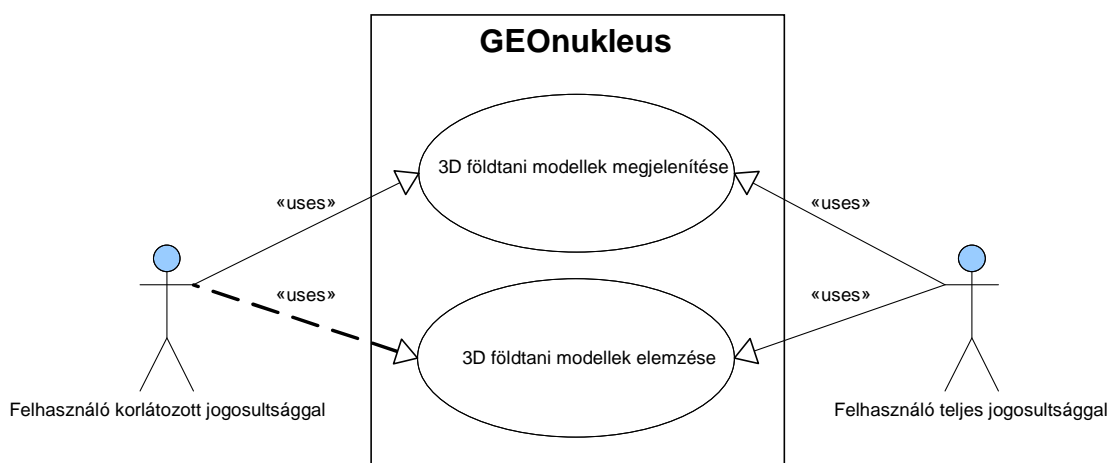 GEOnukleus
3D földtani modellek megjelenítése
«uses»
«uses»
«uses»
«uses»
3D földtani modellek elemzése
Felhasználó korlátozott jogosultsággal
Felhasználó teljes jogosultsággal